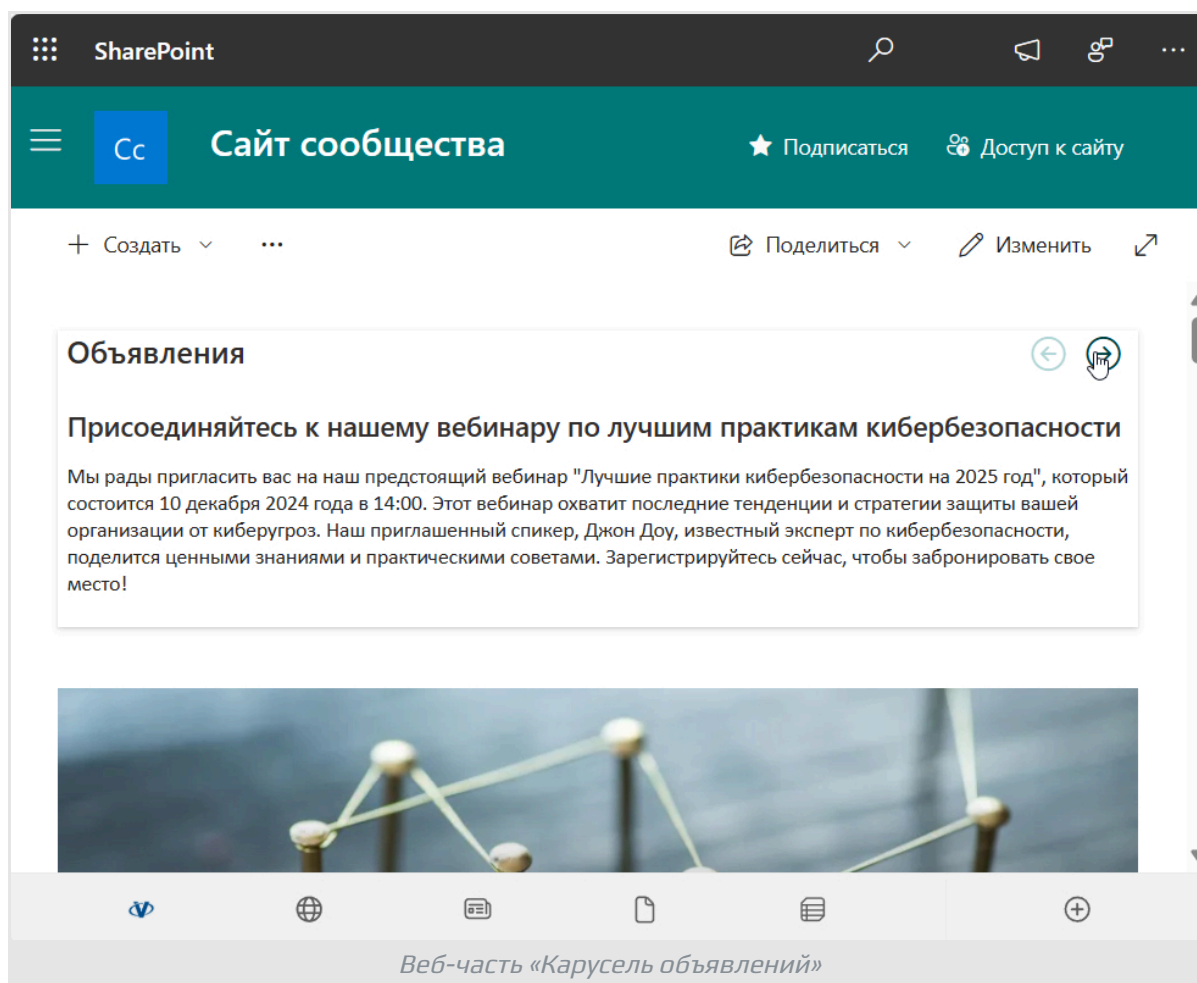 SharePoint
Cc
Сайт сообщества
Подписаться
Доступ к сайту
Создать
Поделиться
Изменить
Объявления
Присоединяйтесь к нашему вебинару по лучшим практикам кибербезопасности
Мы рады пригласить вас на наш предстоящий вебинар "Лучшие практики кибербезопасности на 2025 год", который
состоится 10 декабря 2024 года в 14:00. Этот вебинар охватит последние тенденции и стратегии защиты вашей
организации от киберугроз. Наш приглашенный спикер, Джон Доу, известный эксперт по кибербезопасности,
поделится ценными знаниями и практическими советами. Зарегистрируйтесь сейчас, чтобы забронировать свое
место!
Веб-часть «Карусель объявлений»